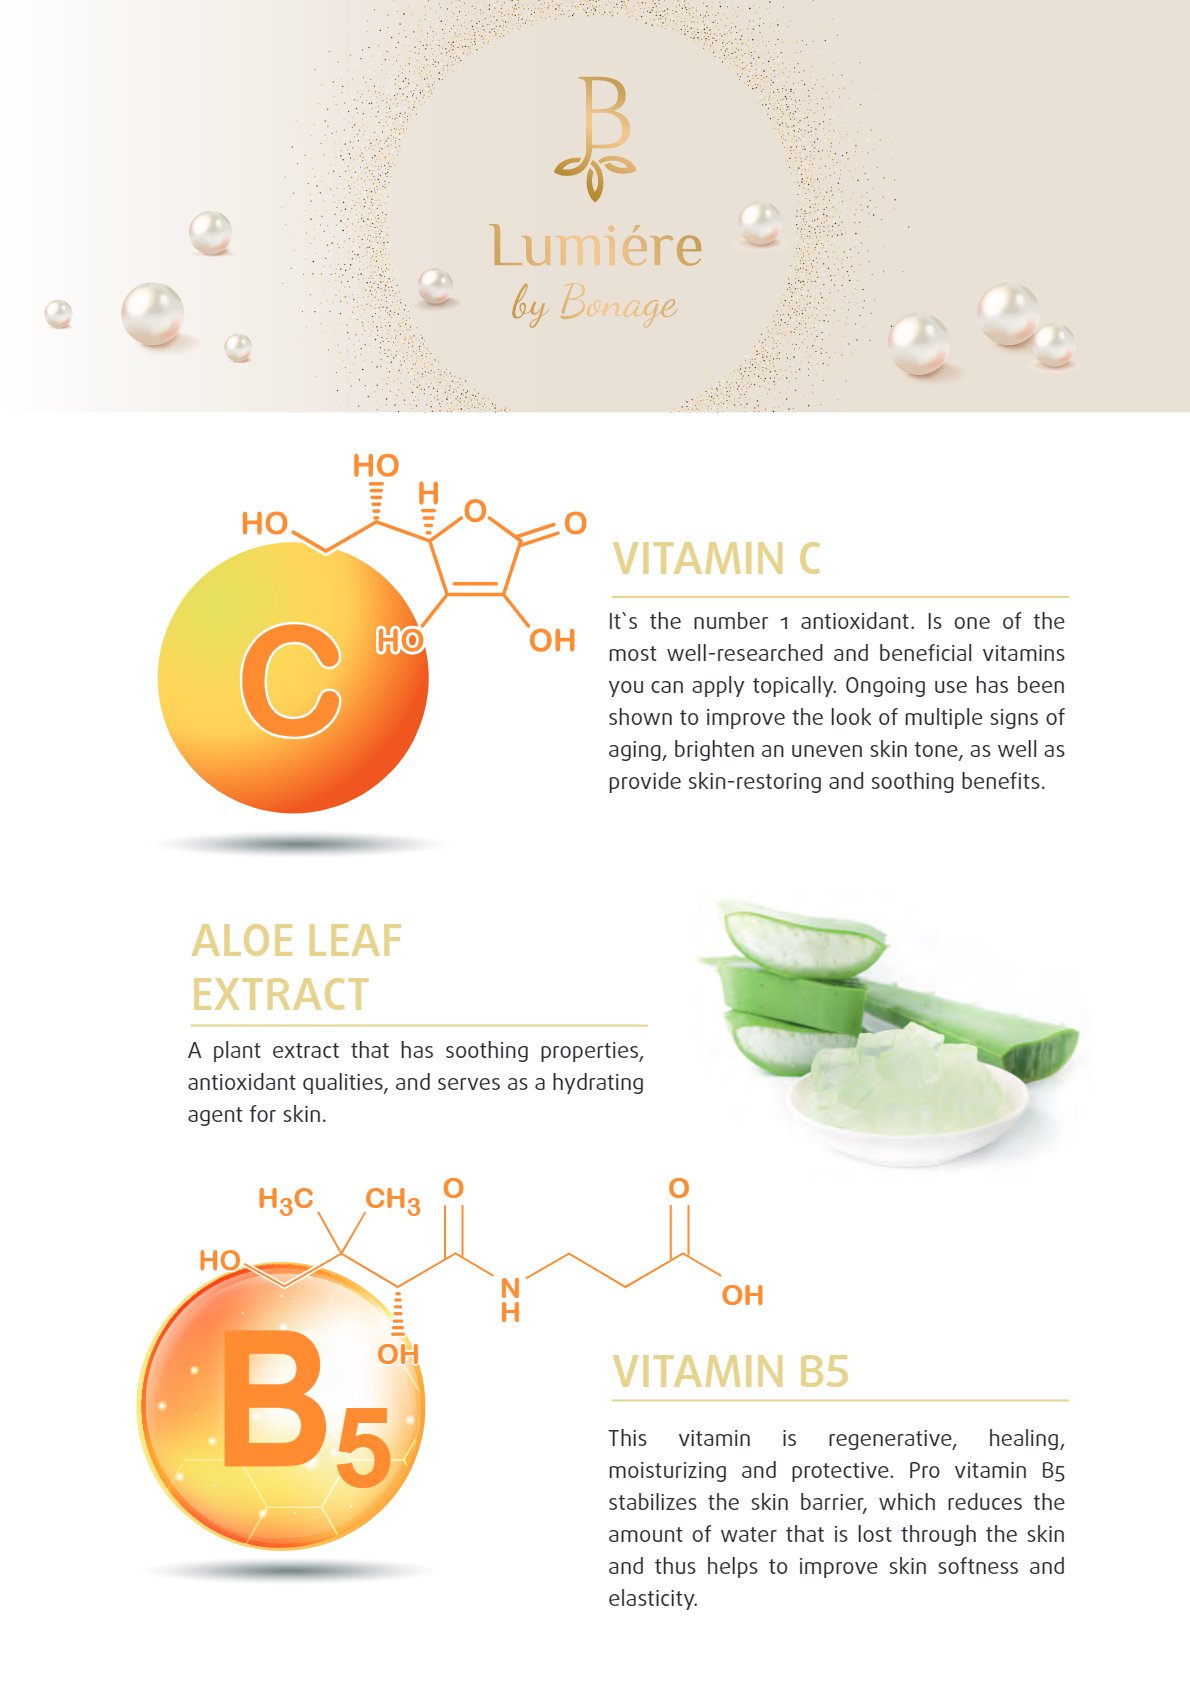 B
Lumiére
by Bonage
HO
H
HO
O
O
HO
OH
C
VITAMIN C
It`s the number 1 antioxidant. Is one of the
most well-researched and beneficial vitamins
you can apply topically. Ongoing use has been
shown to improve the look of multiple signs of
aging, brighten an uneven skin tone, as well as
provide skin-restoring and soothing benefits.
ALOE LEAF
EXTRACT
A plant extract that has soothing properties,
antioxidant qualities, and serves as a hydrating
agent for skin.
H3C
CH3
O
O
HO
N
H
OH
OH
B5
VITAMIN B5
This vitamin is regenerative, healing,
moisturizing and protective. Pro vitamin B5
stabilizes the skin barrier, which reduces the
amount of water that is lost through the skin
and thus helps to improve skin softness and
elasticity.